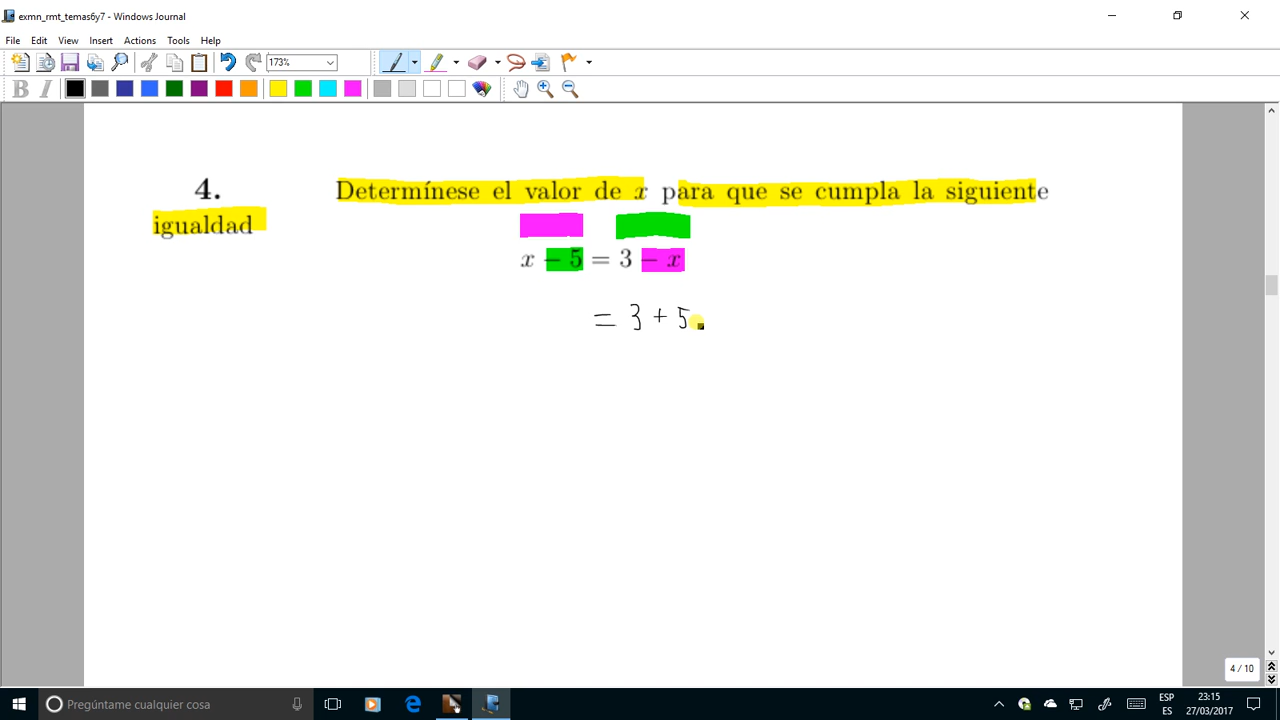 exmn_rmt_temas6y7 - Windows Journal
File Edit View Insert Actions Tools Help
173%
B I
4. Determínese el valor de x para que se cumpla la siguiente
igualdad
x - 5 = 3 - x
= 3 + 5
4 / 10
Pregúntame cualquier cosa
ESP
ES
23:15
27/03/2017